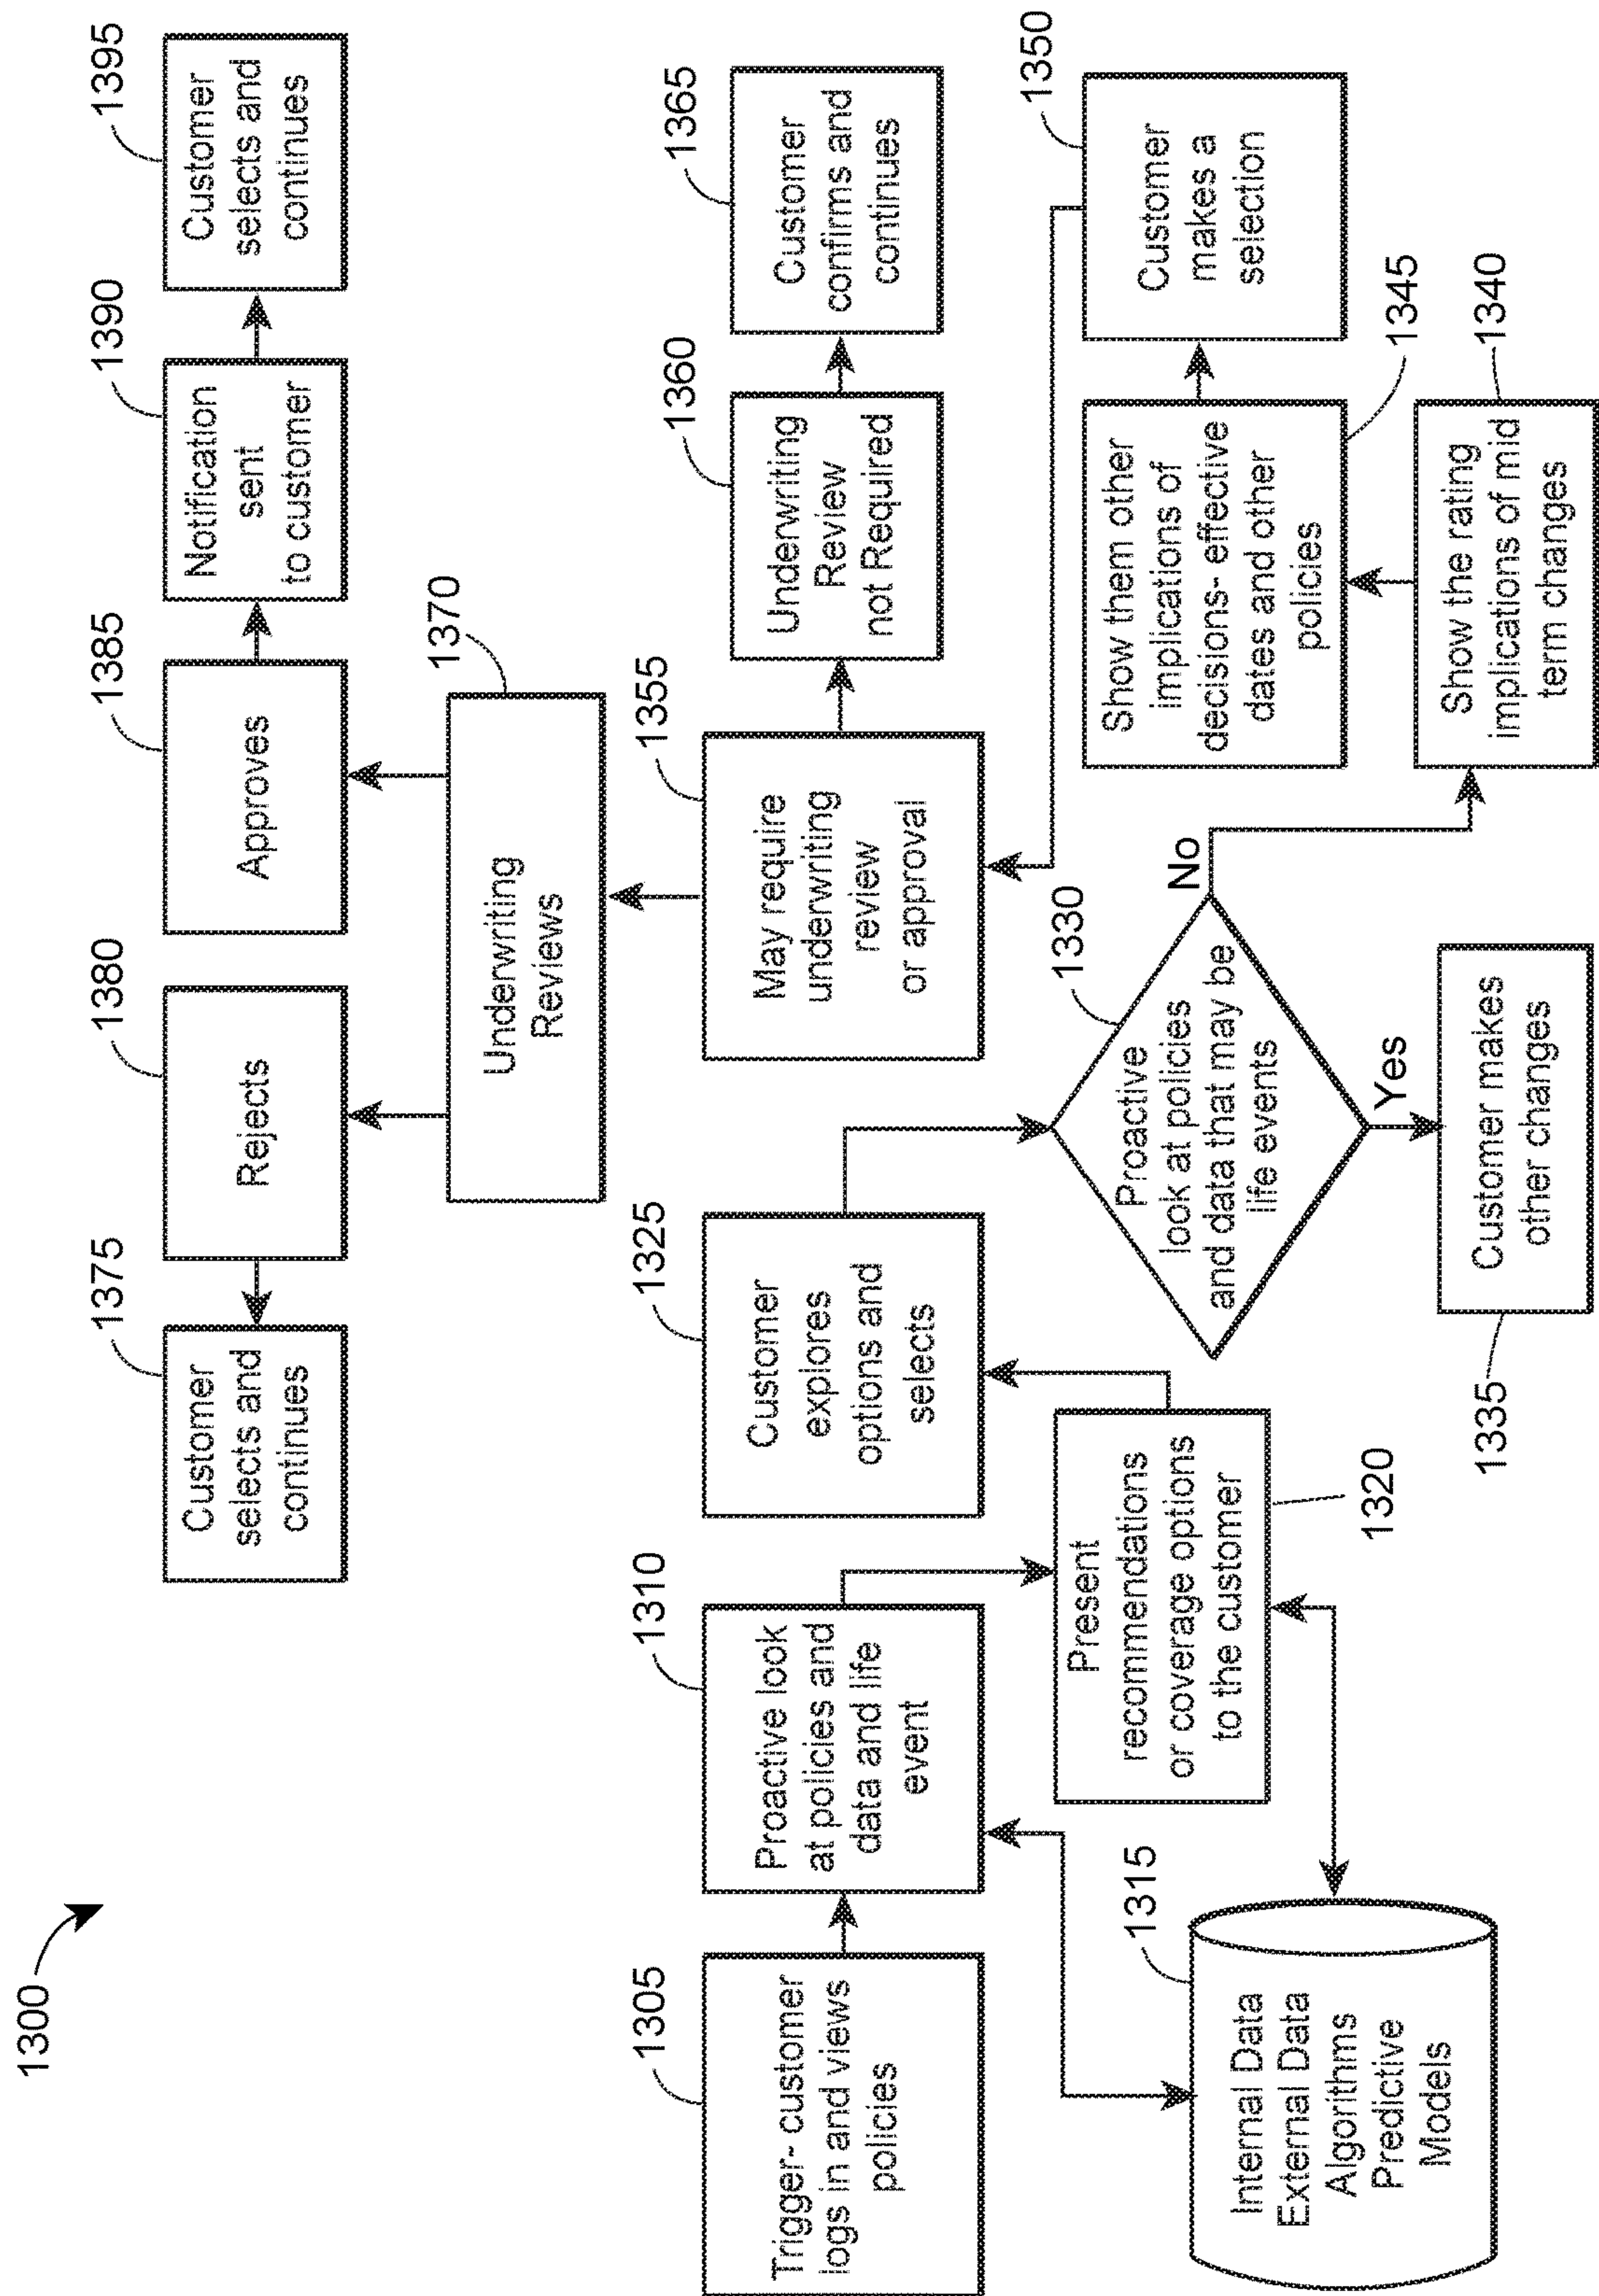 1300
1375
Customer
selects and
continues
1380
Rejects
1385
Approves
1390
Notification
sent
to customer
1395
Customer
selects and
continues
1370
Underwriting
Reviews
1305
Trigger- customer
logs in and views
policies
1310
Proactive look
at policies and
data and life
event
1325
Customer
explores
options and
selects
1355
May require
underwriting
review
or approval
1360
Underwriting
Review
not Required
1365
Customer
confirms and
continues
1315
Internal Data
External Data
Algorithms
Predictive
Models
Present
recommendations
or coverage options
to the customer
1320
1330
Proactive
look at policies
and data that may be
life events
No
Yes
1335
Customer makes
other changes
Show them other
implications of
decisions- effective
dates and other
policies
1345
1350
Customer
makes a
selection
Show the rating
implications of mid
term changes
1340